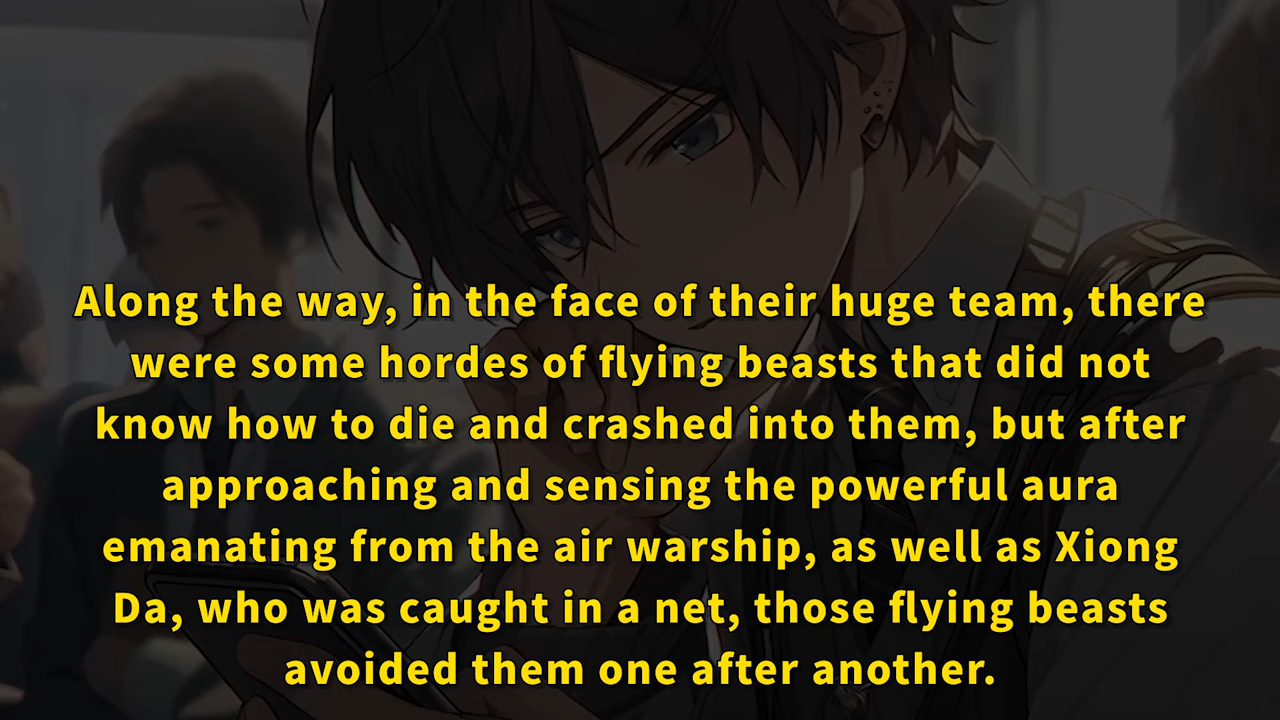 Along the way, in the face of their huge team, there
were some hordes of flying beasts that did not
know how to die and crashed into them, but after
approaching and sensing the powerful aura
emanating from the air warship, as well as Xiong
Da, who was caught in a net, those flying beasts
avoided them one after another.